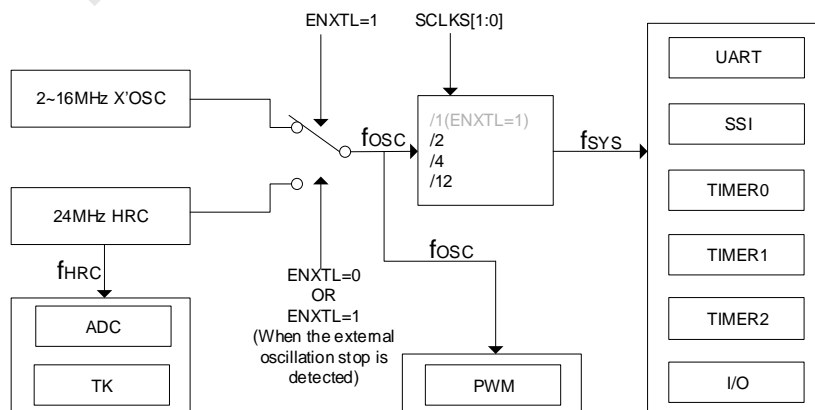 ENXTL=1
SCLKS[1:0]
2~16MHz X'OSC
24MHz HRC
fHRC
ADC
TK
fOSC
/1(ENXTL=1)
/2
/4
/12
fSYS
ENXTL=0
OR
ENXTL=1
(When the external
oscillation stop is
detected)
fOSC
PWM
UART
SSI
TIMER0
TIMER1
TIMER2
I/O